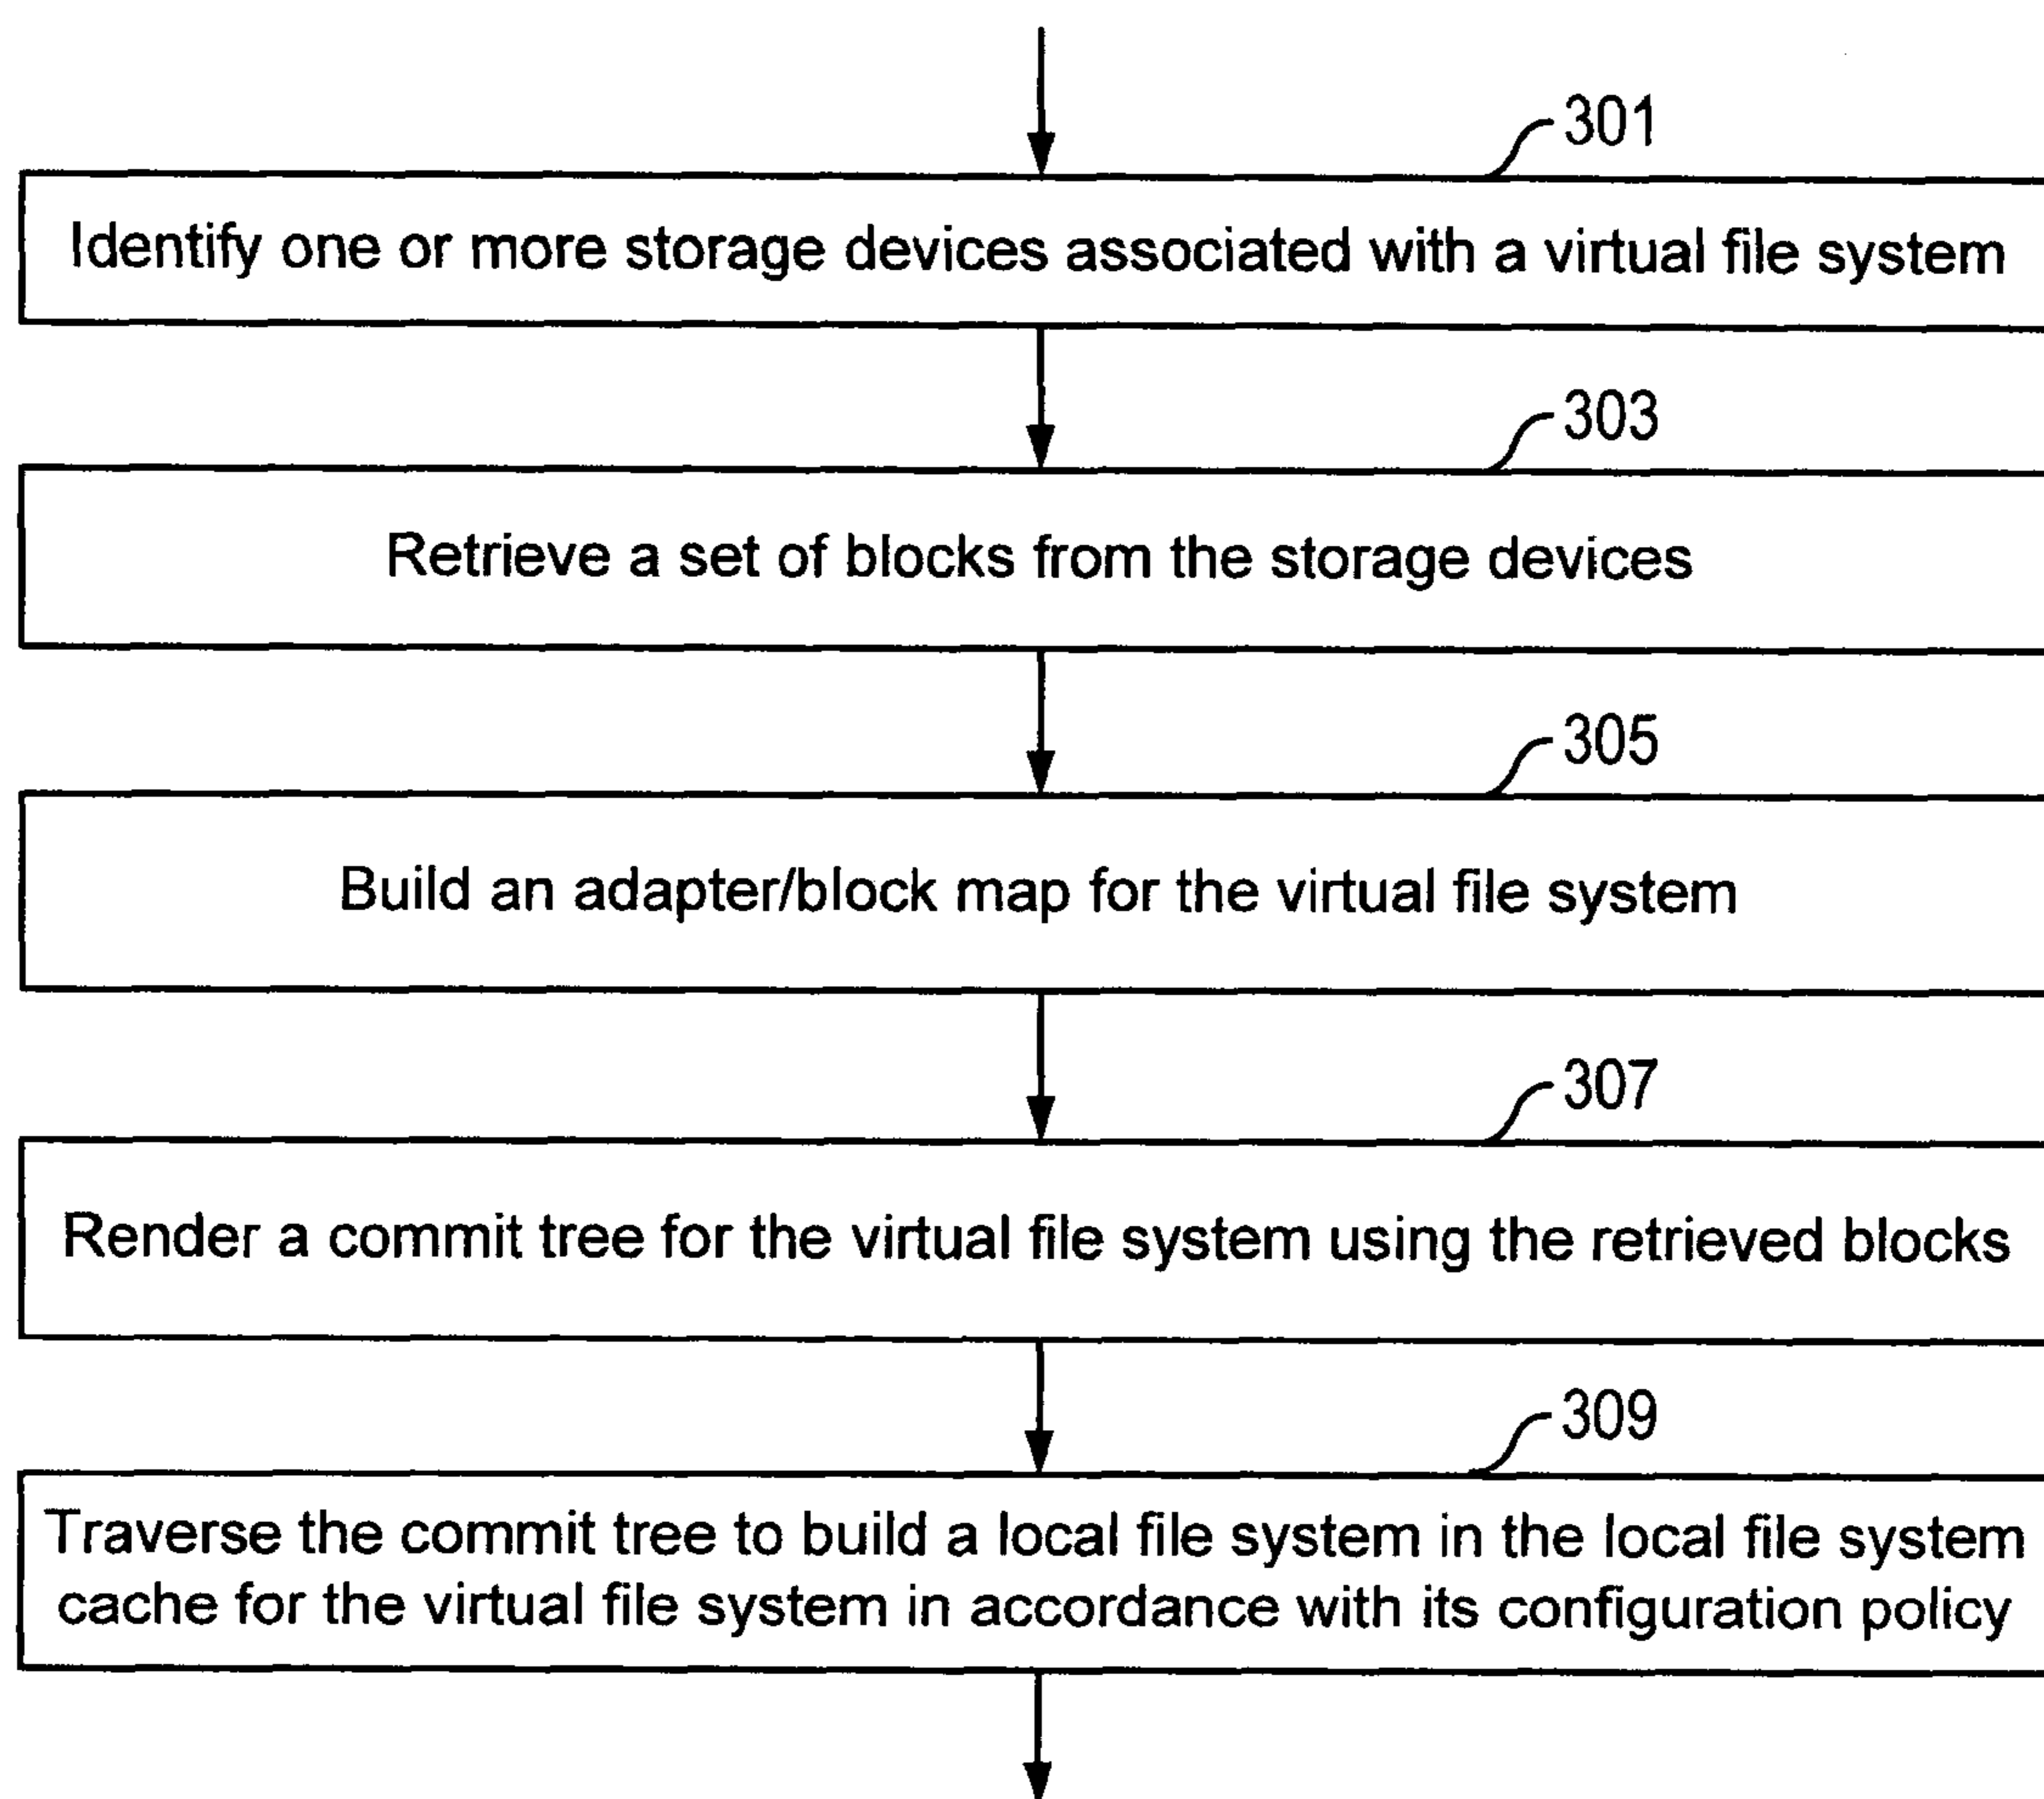 301
Identify one or more storage devices associated with a virtual file system
303
Retrieve a set of blocks from the storage devices
305
Build an adapter/block map for the virtual file system
307
Render a commit tree for the virtual file system using the retrieved blocks
309
Traverse the commit tree to build a local file system in the local file system
cache for the virtual file system in accordance with its configuration policy